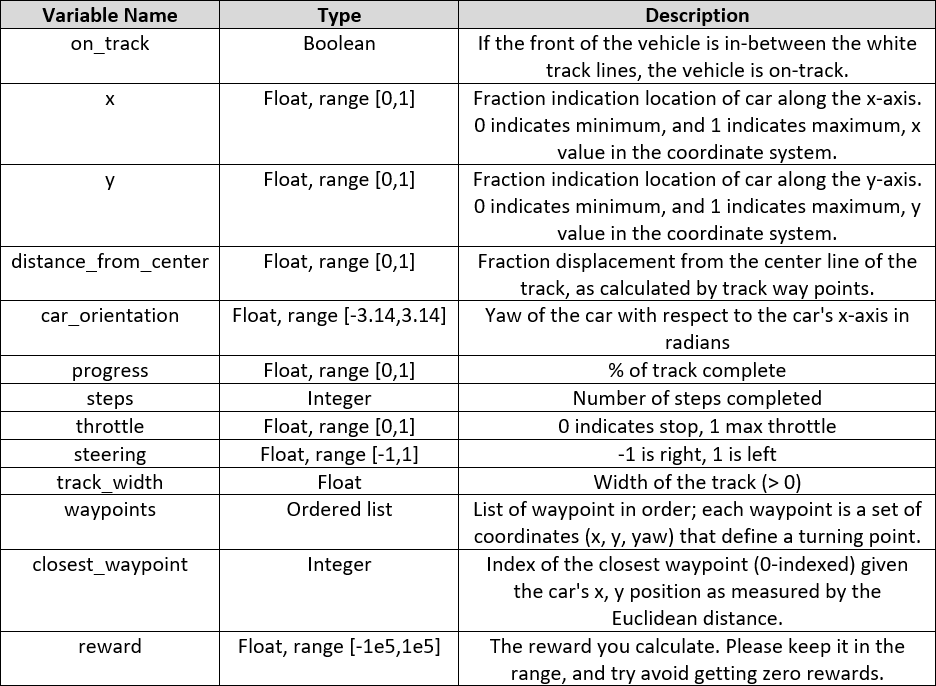 Variable Name Type Description
on_track Boolean If the front of the vehicle is in-between the white
track lines, the vehicle is on-track.
x Float, range [0,1] Fraction indication location of car along the x-axis.
0 indicates minimum, and 1 indicates maximum, x
value in the coordinate system.
y Float, range [0,1] Fraction indication location of car along the y-axis.
0 indicates minimum, and 1 indicates maximum, y
value in the coordinate system.
distance_from_center Float, range [0,1] Fraction displacement from the center line of the
track, as calculated by track way points.
car_orientation Float, range [-3.14,3.14] Yaw of the car with respect to the car's x-axis in
radians
progress Float, range [0,1] % of track complete
steps Integer Number of steps completed
throttle Float, range [0,1] 0 indicates stop, 1 max throttle
steering Float, range [-1,1] -1 is right, 1 is left
track_width Float Width of the track (> 0)
waypoints Ordered list List of waypoint in order; each waypoint is a set of
coordinates (x, y, yaw) that define a turning point.
closest_waypoint Integer Index of the closest waypoint (0-indexed) given
the car's x, y position as measured by the
Euclidean distance.
reward Float, range [-1e5,1e5] The reward you calculate. Please keep it in the
range, and try avoid getting zero rewards.